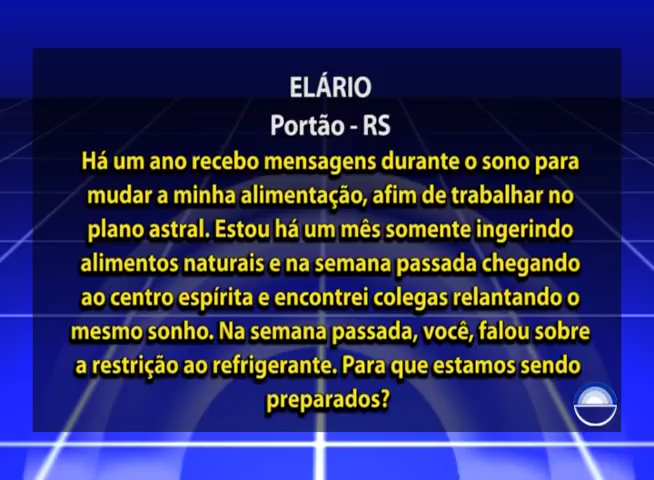 ELÁRIO
Portão - RS
Há um ano recebo mensagens durante o sono para
mudar a minha alimentação, afim de trabalhar no
plano astral. Estou há um mês somente ingerindo
alimentos naturais e na semana passada chegando
ao centro espírita e encontrei colegas relantando o
mesmo sonho. Na semana passada, você, falou sobre
a restrição ao refrigerante. Para que estamos sendo
preparados?